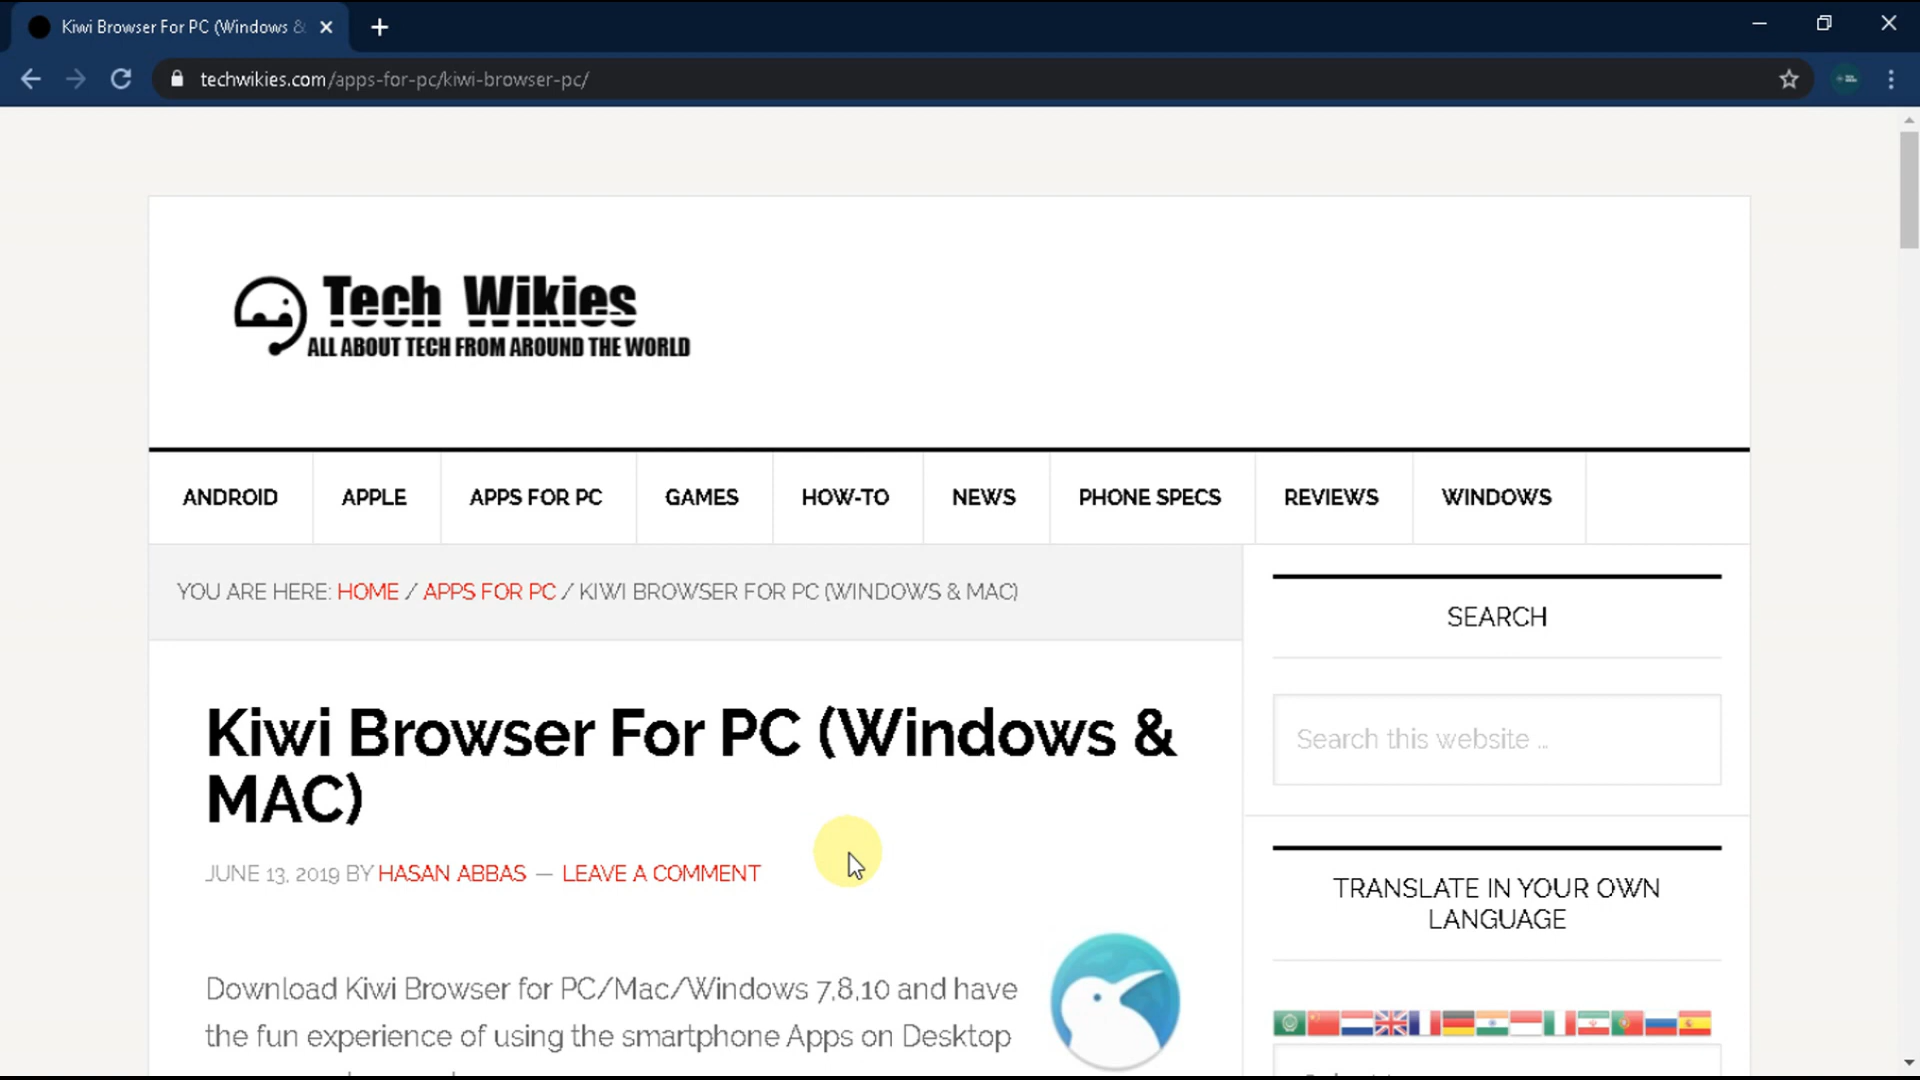 Kiwi Browser For PC (Windows &
techwikies.com/apps-for-pc/kiwi-browser-pc/
Tech Wikies
ALL ABOUT TECH FROM AROUND THE WORLD
ANDROID APPLE APPS FOR PC GAMES HOW-TO NEWS PHONE SPECS REVIEWS WINDOWS
YOU ARE HERE: HOME / APPS FOR PC / KIWI BROWSER FOR PC (WINDOWS & MAC)
Kiwi Browser For PC (Windows &
MAC)
JUNE 13, 2019 BY HASAN ABBAS — LEAVE A COMMENT
Download Kiwi Browser for PC/Mac/Windows 7,8,10 and have
the fun experience of using the smartphone Apps on Desktop
SEARCH
Search this website …
TRANSLATE IN YOUR OWN
LANGUAGE